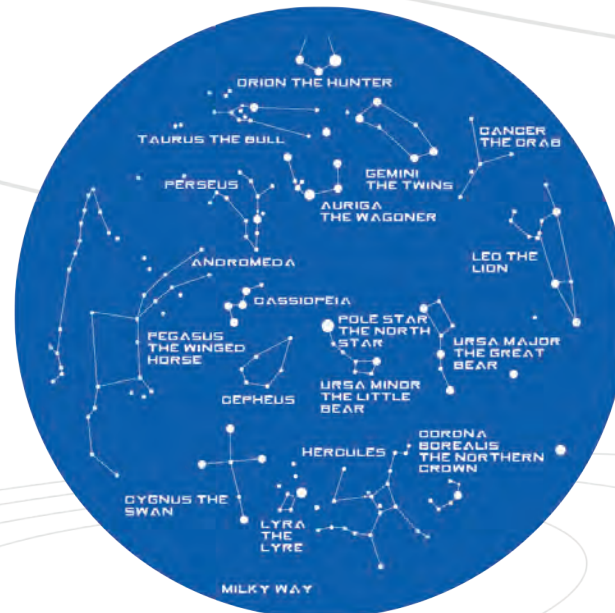 ORION THE HUNTER
TAURUS THE BULL
GEMINI
THE TWINS
CANCER
THE CRAB
PERSEUS
AURIGA
THE WAGONER
ANDROMEDA
LEO THE
LION
CASSIOPEIA
POLE STAR
THE NORTH
STAR
PEGASUS
THE WINGED
HORSE
URSA MAJOR
THE GREAT
BEAR
CEPHEUS
URSA MINOR
THE LITTLE
BEAR
HERCULES
CORONA
BOREALIS
THE NORTHERN
CROWN
CYGNUS THE
SWAN
LYRA
THE
LYRE
MILKY WAY